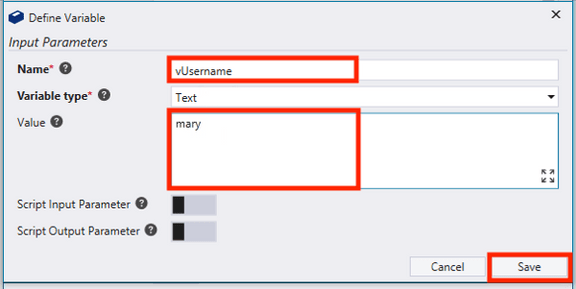 Define Variable
Input Parameters
Name* ?
vUsername
Variable type* ?
Text
Value ?
mary
Script Input Parameter ?
Script Output Parameter ?
Cancel Save